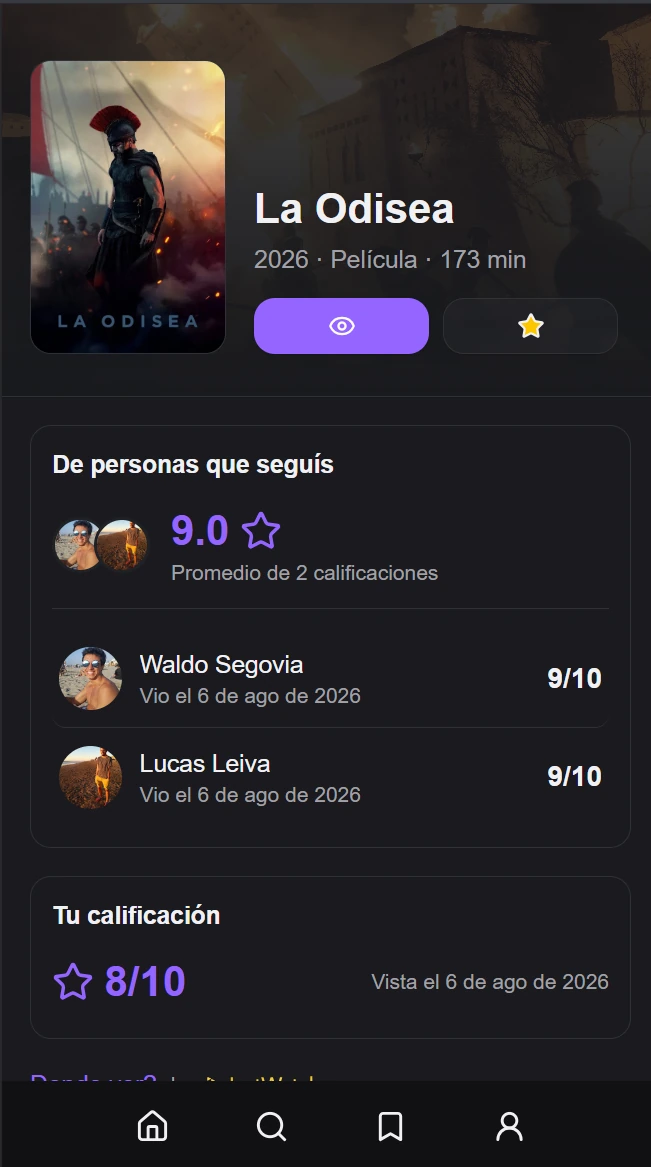 LA ODISEA
La Odisea
2026 · Película · 173 min
De personas que seguís
9.0
Promedio de 2 calificaciones
Waldo Segovia
Vio el 6 de ago de 2026
9/10
Lucas Leiva
Vio el 6 de ago de 2026
9/10
Tu calificación
8/10
Vista el 6 de ago de 2026